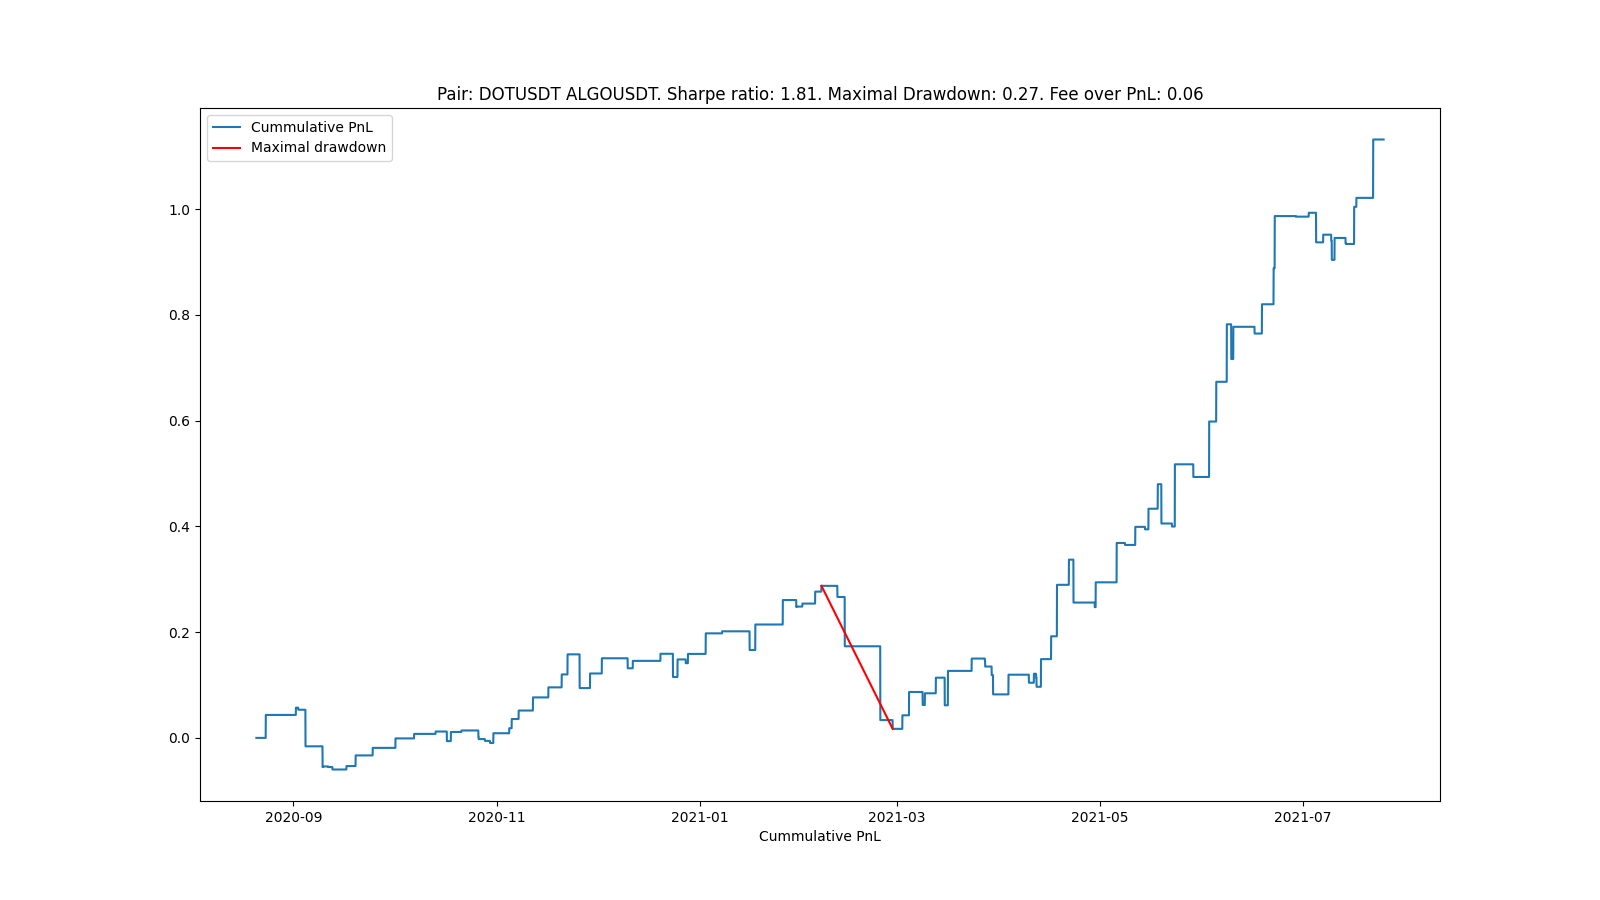 Pair: DOTUSDT ALGOUSDT. Sharpe ratio: 1.81. Maximal Drawdown: 0.27. Fee over PnL: 0.06
Cummulative PnL
Maximal drawdown
1.0
0.8
0.6
0.4
0.2
0.0
2020-09 2020-11 2021-01 2021-03 2021-05 2021-07
Cummulative PnL